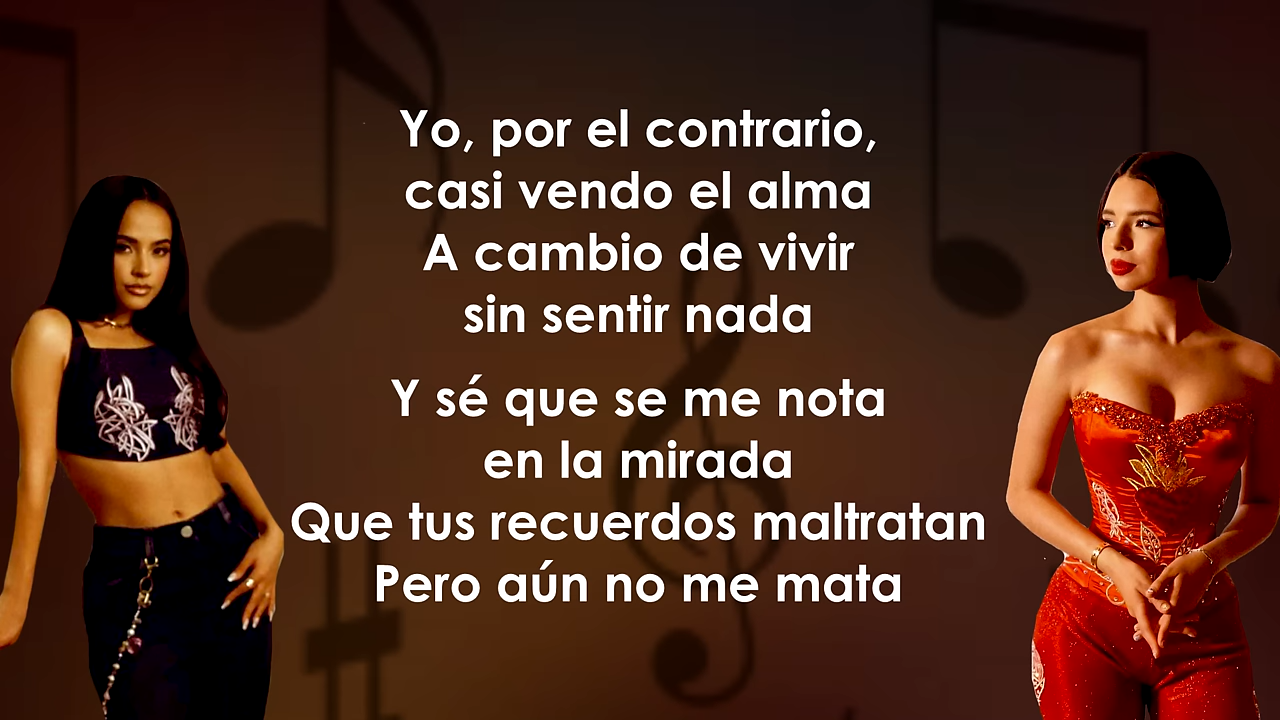 Yo, por el contrario,
casi vendo el alma
A cambio de vivir
sin sentir nada
Y sé que se me nota
en la mirada
Que tus recuerdos maltratan
Pero aún no me mata